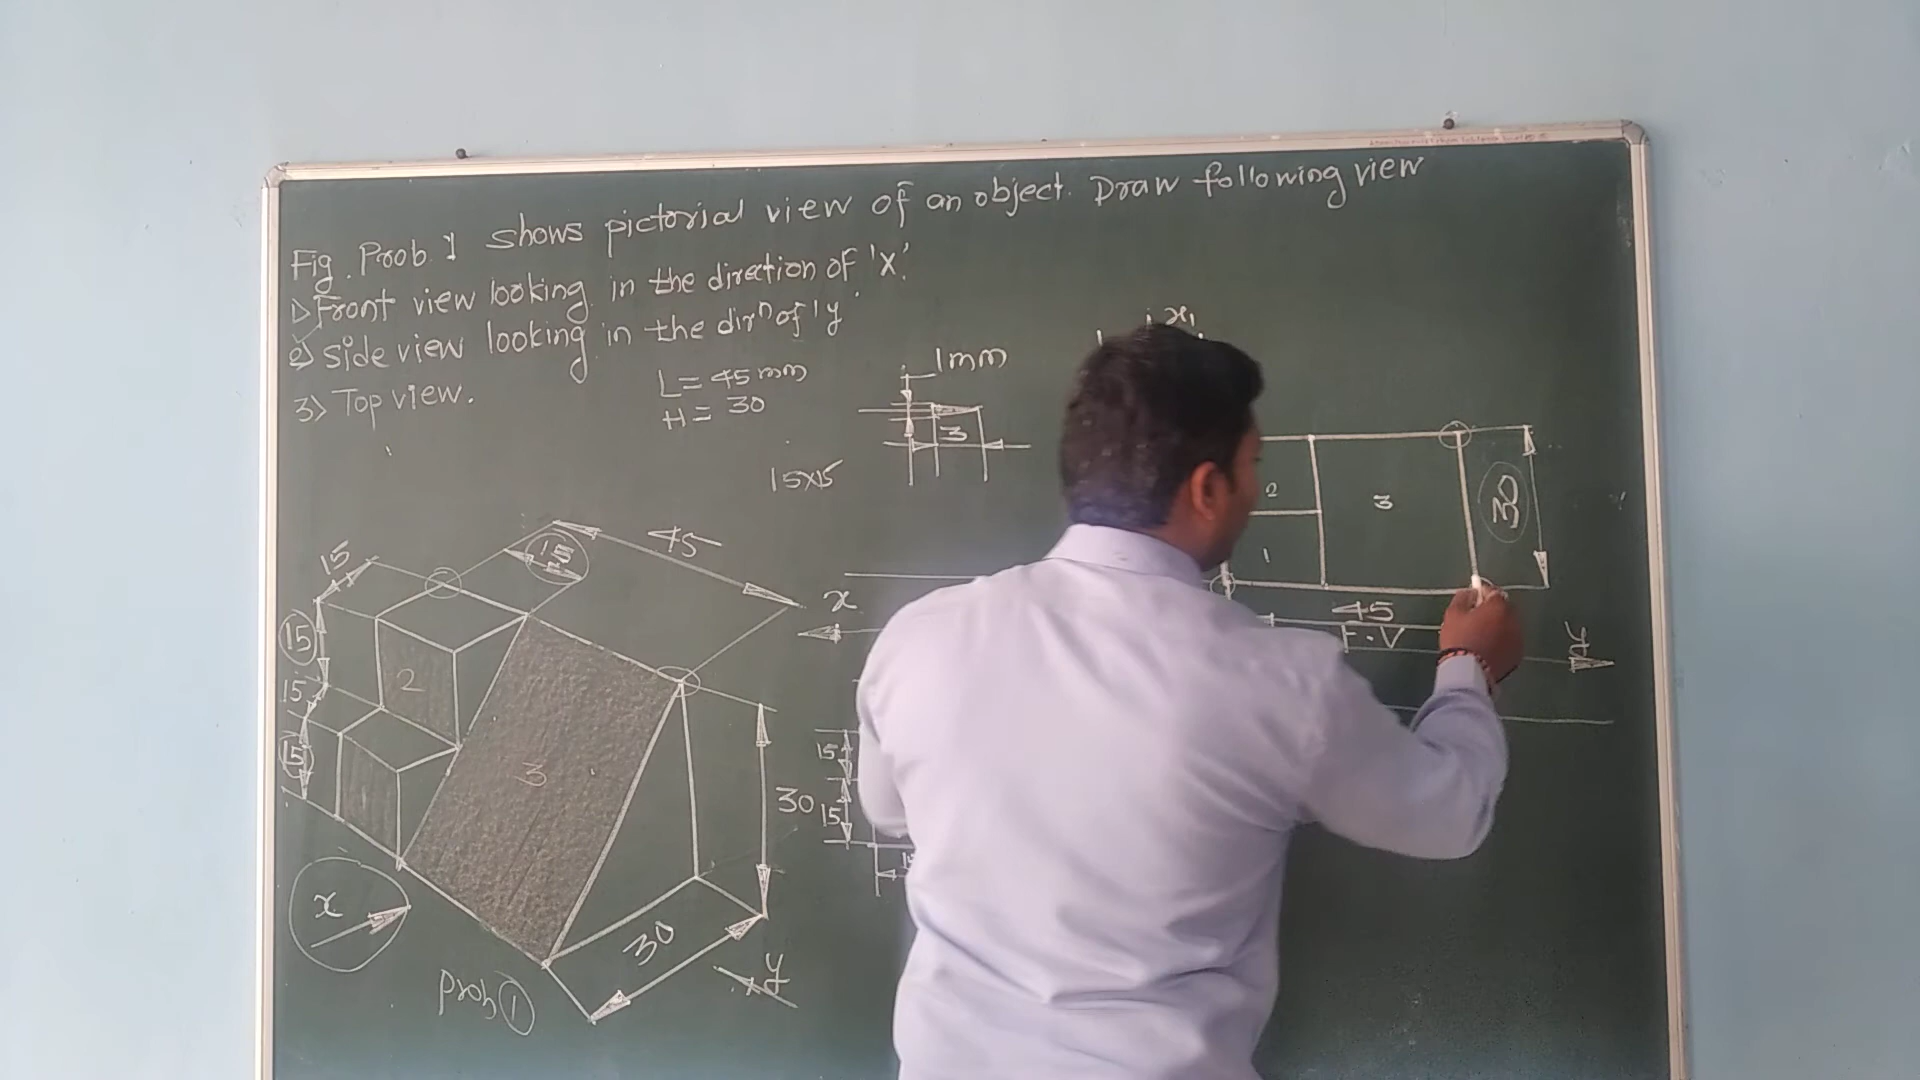 Fig. Prob 1 shows pictorial view of an object. Draw following view
1) Front view looking in the direction of 'X'.
2) Side view looking in the dirn of 'y
3) Top view.
L = 45 mm
H = 30
1mm
3
15x15
2
3
1
30
45
F.V
x
y
15
15
45
15
15
15
2
3
30
30
x
y
Prob 1
15
15